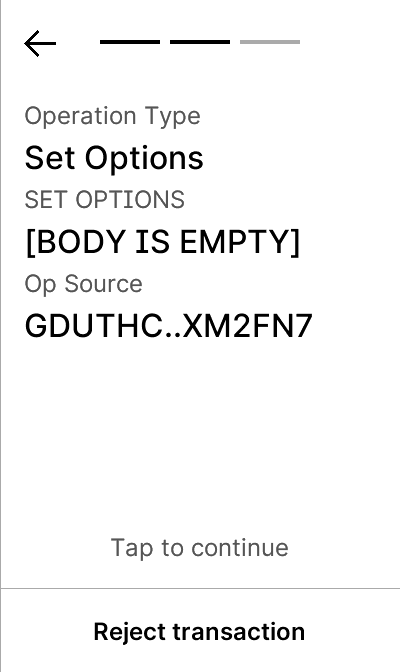 Operation Type
Set Options
SET OPTIONS
[BODY IS EMPTY]
Op Source
GDUTHC..XM2FN7
Tap to continue
Reject transaction